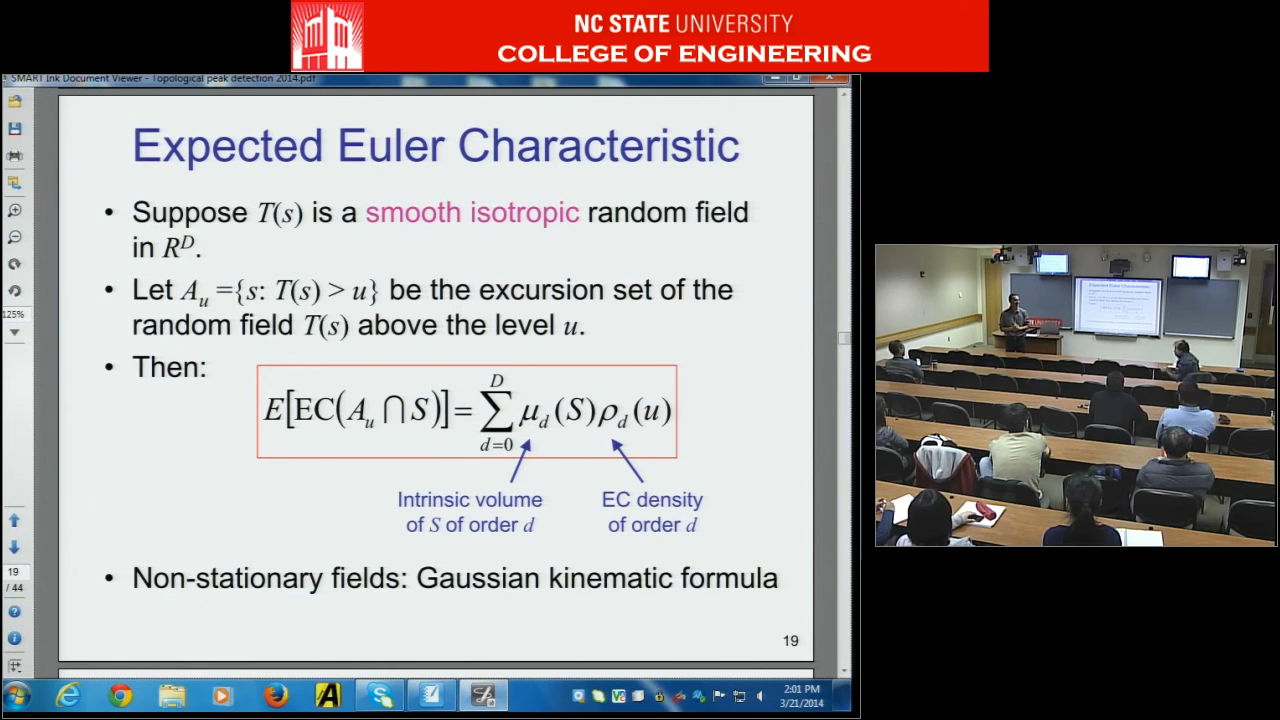 NC STATE UNIVERSITY
COLLEGE OF ENGINEERING
SMART Ink Document Viewer - Topological peak detection 2014.pdf
125%
Expected Euler Characteristic
• Suppose T(s) is a smooth isotropic random field
in R^D.
• Let A_u ={s: T(s) > u} be the excursion set of the
random field T(s) above the level u.
• Then:
E[EC(A_u ⋂ S)] = ∑_{d=0}^{D} μ_d(S)ρ_d(u)
Intrinsic volume
of S of order d
EC density
of order d
• Non-stationary fields: Gaussian kinematic formula
19
19
/ 44
2:01 PM
3/21/2014